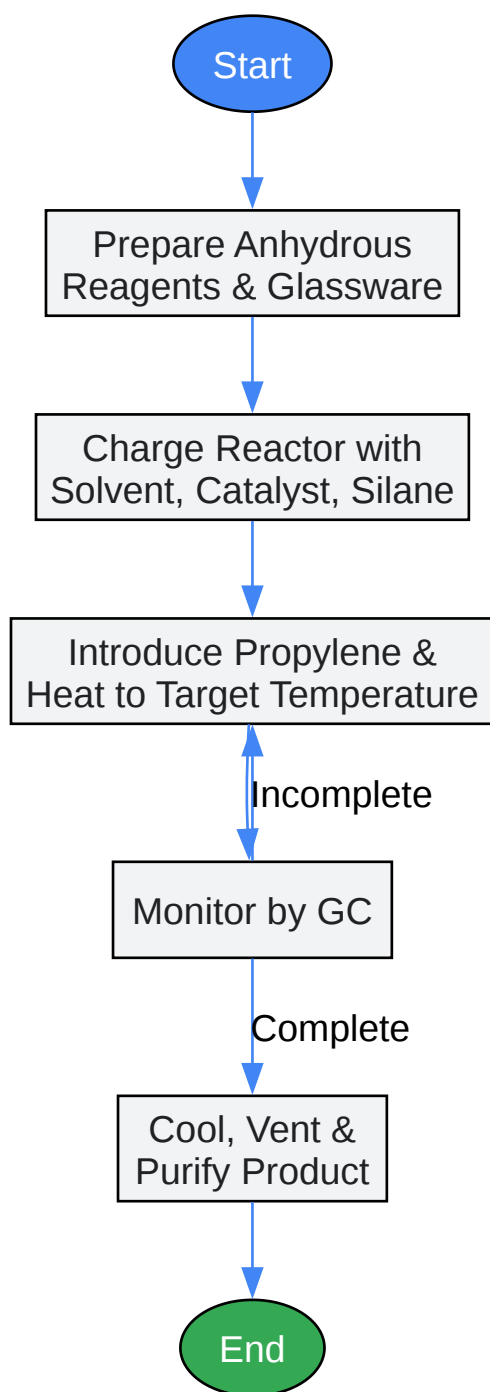 Start
Prepare Anhydrous
Reagents & Glassware
Charge Reactor with
Solvent, Catalyst, Silane
Introduce Propylene &
Heat to Target Temperature
Incomplete
Monitor by GC
Complete
Cool, Vent &
Purify Product
End